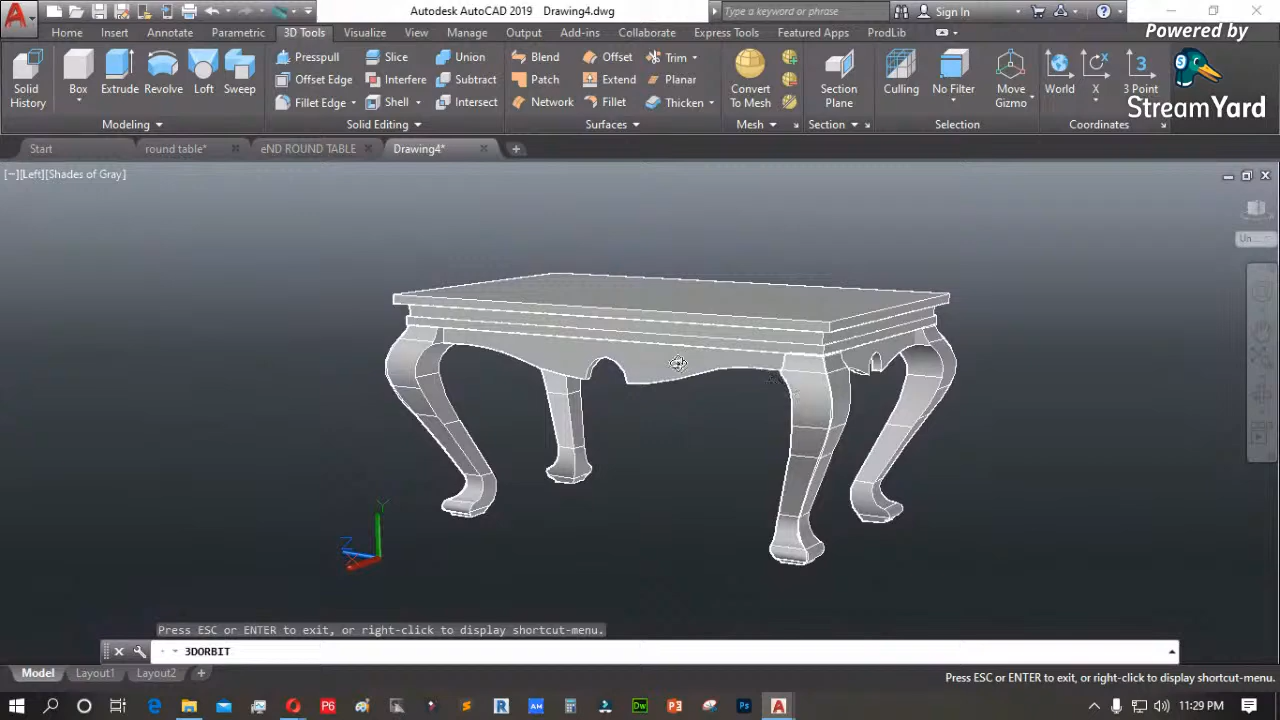 Autodesk AutoCAD 2019 Drawing4.dwg
Type a keyword or phrase
Sign In
Powered by
StreamYard
Home Insert Annotate Parametric 3D Tools Visualize View Manage Output Add-ins Collaborate Express Tools Featured Apps ProdLib
Solid History
Box
Extrude
Revolve
Loft
Sweep
Modeling
Presspull
Offset Edge
Fillet Edge
Slice
Interfere
Shell
Union
Subtract
Intersect
Solid Editing
Blend
Patch
Network
Offset
Extend
Fillet
Trim
Planar
Thicken
Surfaces
Convert To Mesh
Mesh
Section Plane
Section
Culling
No Filter
Move Gizmo
Selection
World
X
3 Point
Coordinates
Start
round table*
eND ROUND TABLE
Drawing4*
[−][Left][Shades of Gray]
Un...
Y
Z
X
Press ESC or ENTER to exit, or right-click to display shortcut-menu.
3DORBIT
Model Layout1 Layout2
Press ESC or ENTER to exit, or right-click to display shortcut-menu.
11:29 PM